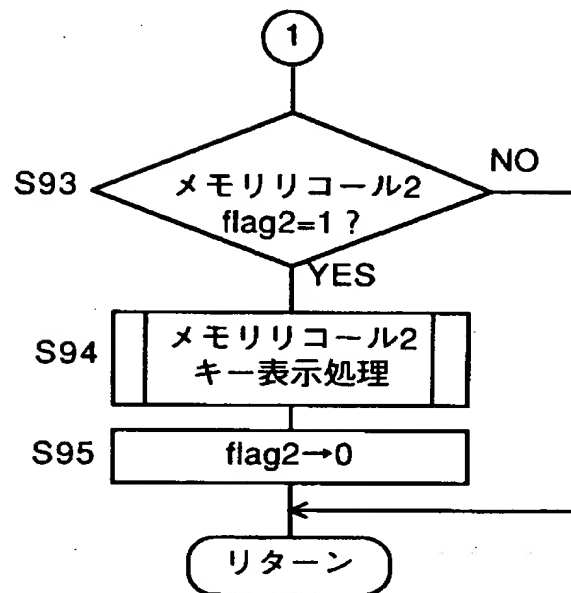 1
S93
メモリリコール2
flag2=1 ?
NO
YES
S94
メモリリコール2
キー表示処理
S95
flag2→0
リターン